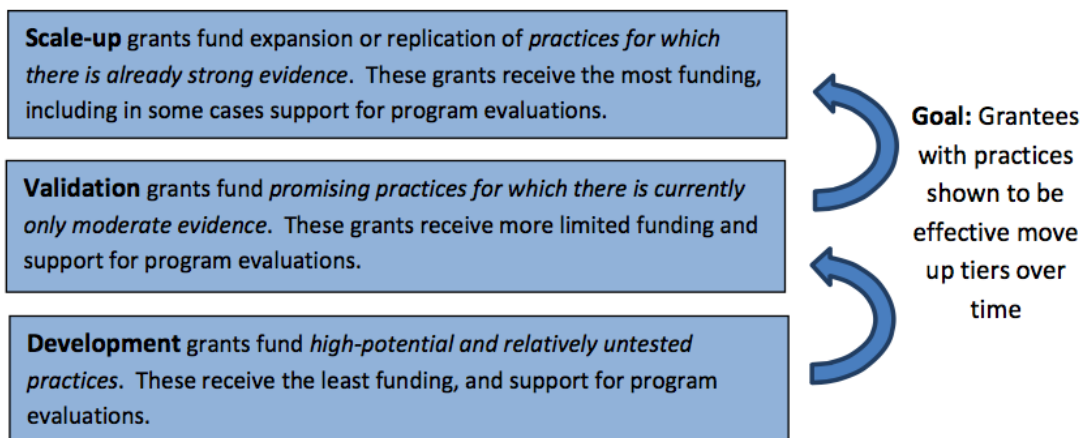 Scale-up grants fund expansion or replication of practices for which
there is already strong evidence. These grants receive the most funding,
including in some cases support for program evaluations.
Validation grants fund promising practices for which there is currently
only moderate evidence. These grants receive more limited funding and
support for program evaluations.
Development grants fund high-potential and relatively untested
practices. These receive the least funding, and support for program
evaluations.
Goal: Grantees
with practices
shown to be
effective move
up tiers over
time